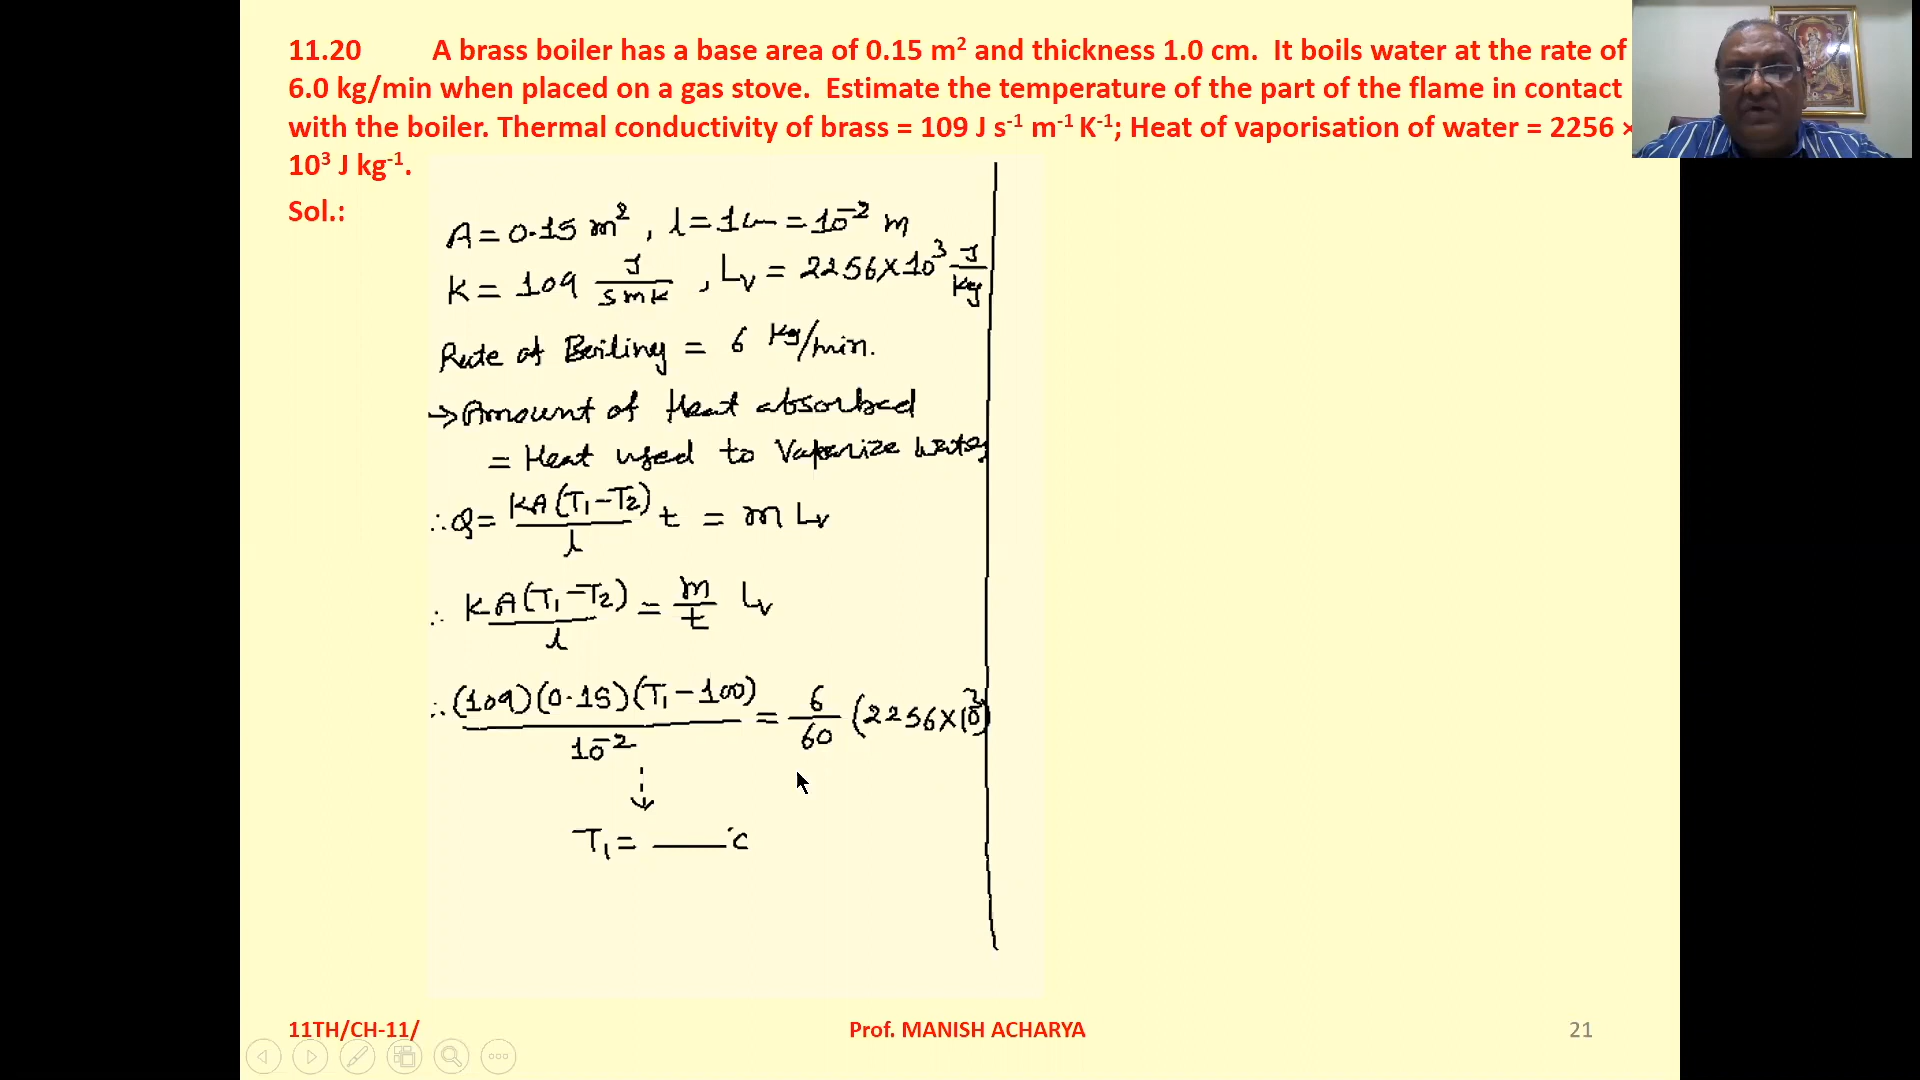 11.20 A brass boiler has a base area of 0.15 m² and thickness 1.0 cm. It boils water at the rate of
6.0 kg/min when placed on a gas stove. Estimate the temperature of the part of the flame in contact
with the boiler. Thermal conductivity of brass = 109 J s⁻¹ m⁻¹ K⁻¹; Heat of vaporisation of water = 2256 ×
10³ J kg⁻¹.
Sol.:
A = 0.15 m², l = 1 cm = 10⁻² m
K = 109 J/smK, Lv = 2256×10³ J/Kg
Rate of Boiling = 6 Kg/min.
→ Amount of Heat absorbed
= Heat used to Vaporize Water
∴ Q = KA(T₁−T₂)/l t = m Lv
∴ KA(T₁−T₂)/l = m/t Lv
∴ (109)(0.15)(T₁−100)/10⁻² = 6/60 (2256×10³)
T₁ = ____°c
11TH/CH-11/ Prof. MANISH ACHARYA 21